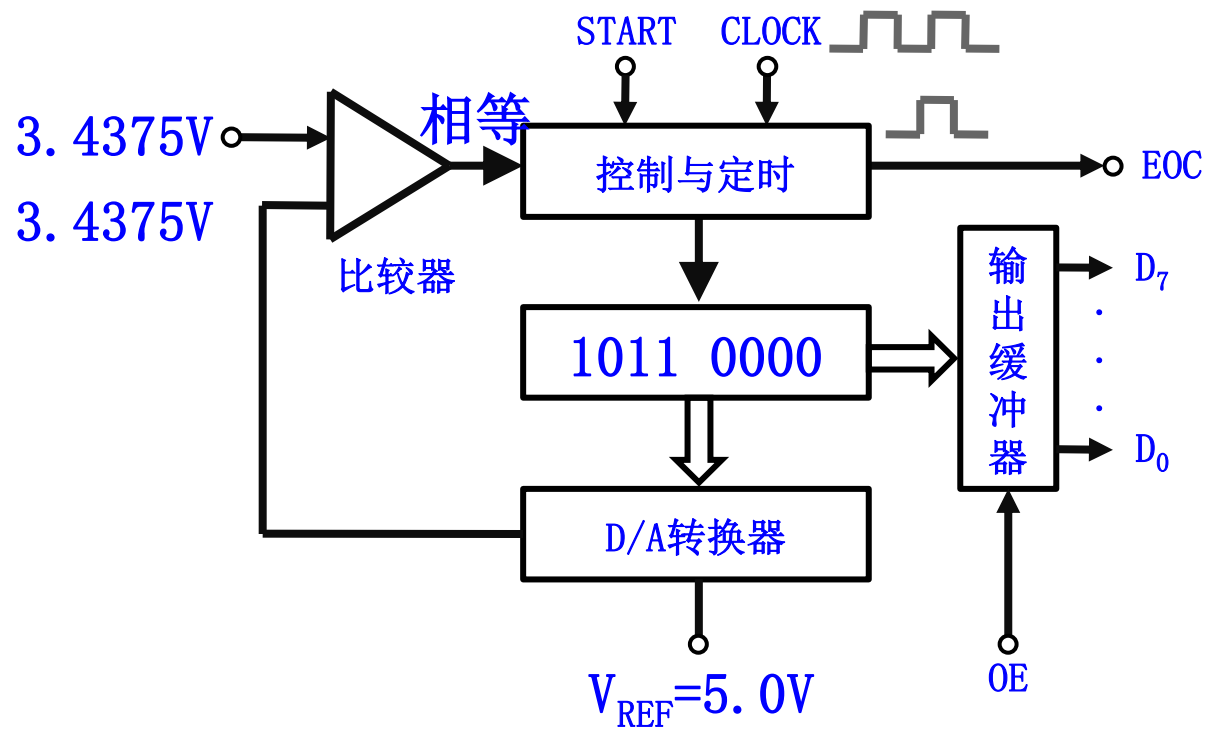 START CLOCK
相等
3.4375V
控制与定时
EOC
3.4375V
比较器
输出缓冲器
D7
.
.
.
D0
1011 0000
D/A转换器
VREF=5.0V
OE